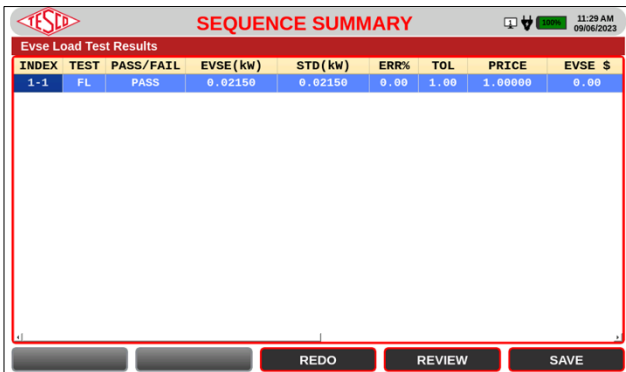 TESCO
SEQUENCE SUMMARY
100%
11:29 AM
09/06/2023
Evse Load Test Results
INDEX TEST PASS/FAIL EVSE(kW) STD(kW) ERR% TOL PRICE EVSE $
1-1 FL PASS 0.02150 0.02150 0.00 1.00 1.00000 0.00
REDO REVIEW SAVE